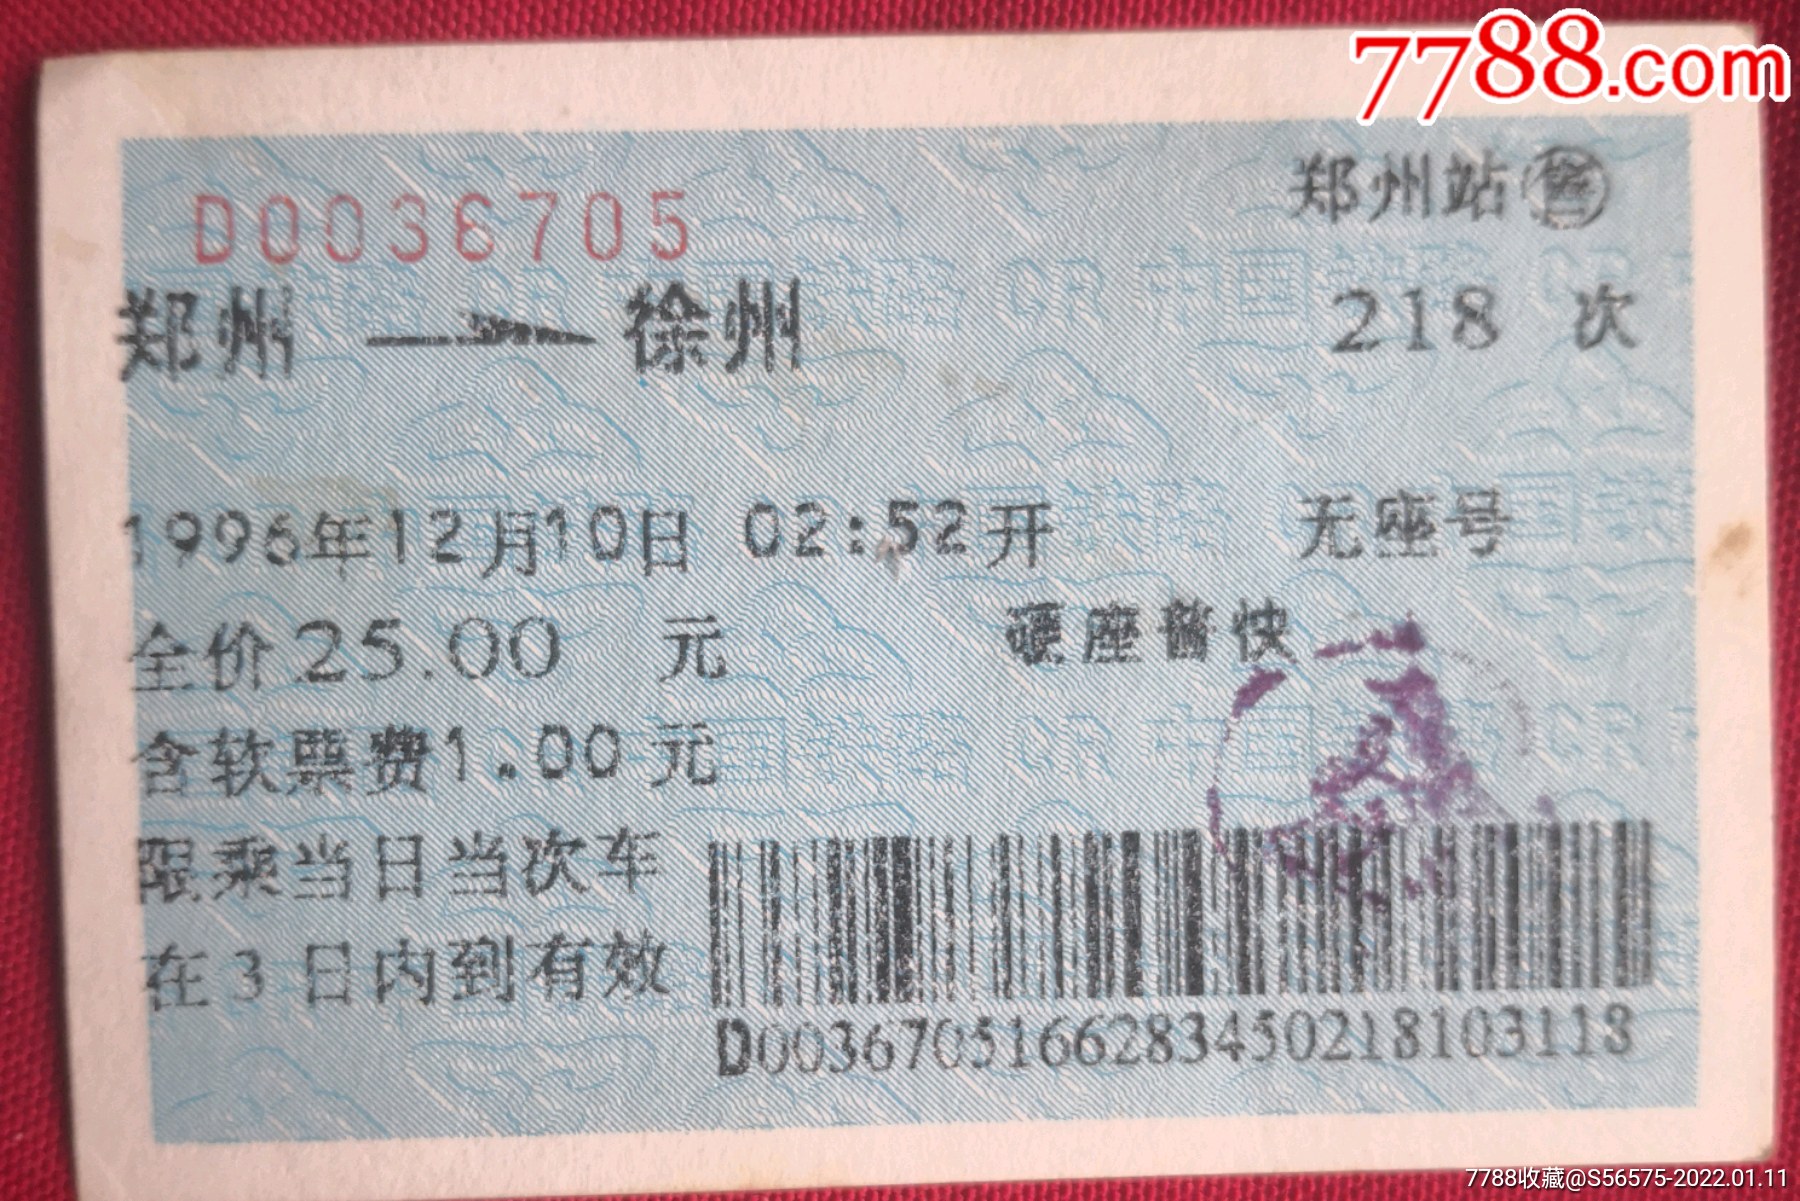 7788.com
D0036705
郑州站售
郑州 → 徐州
218 次
1996年12月10日 02:52开 无座号
全价25.00 元 硬座普快
含软票费1.00元
限乘当日当次车
在3日内到有效
D0036705166283450218103118
7788收藏@S56575-2022.01.11